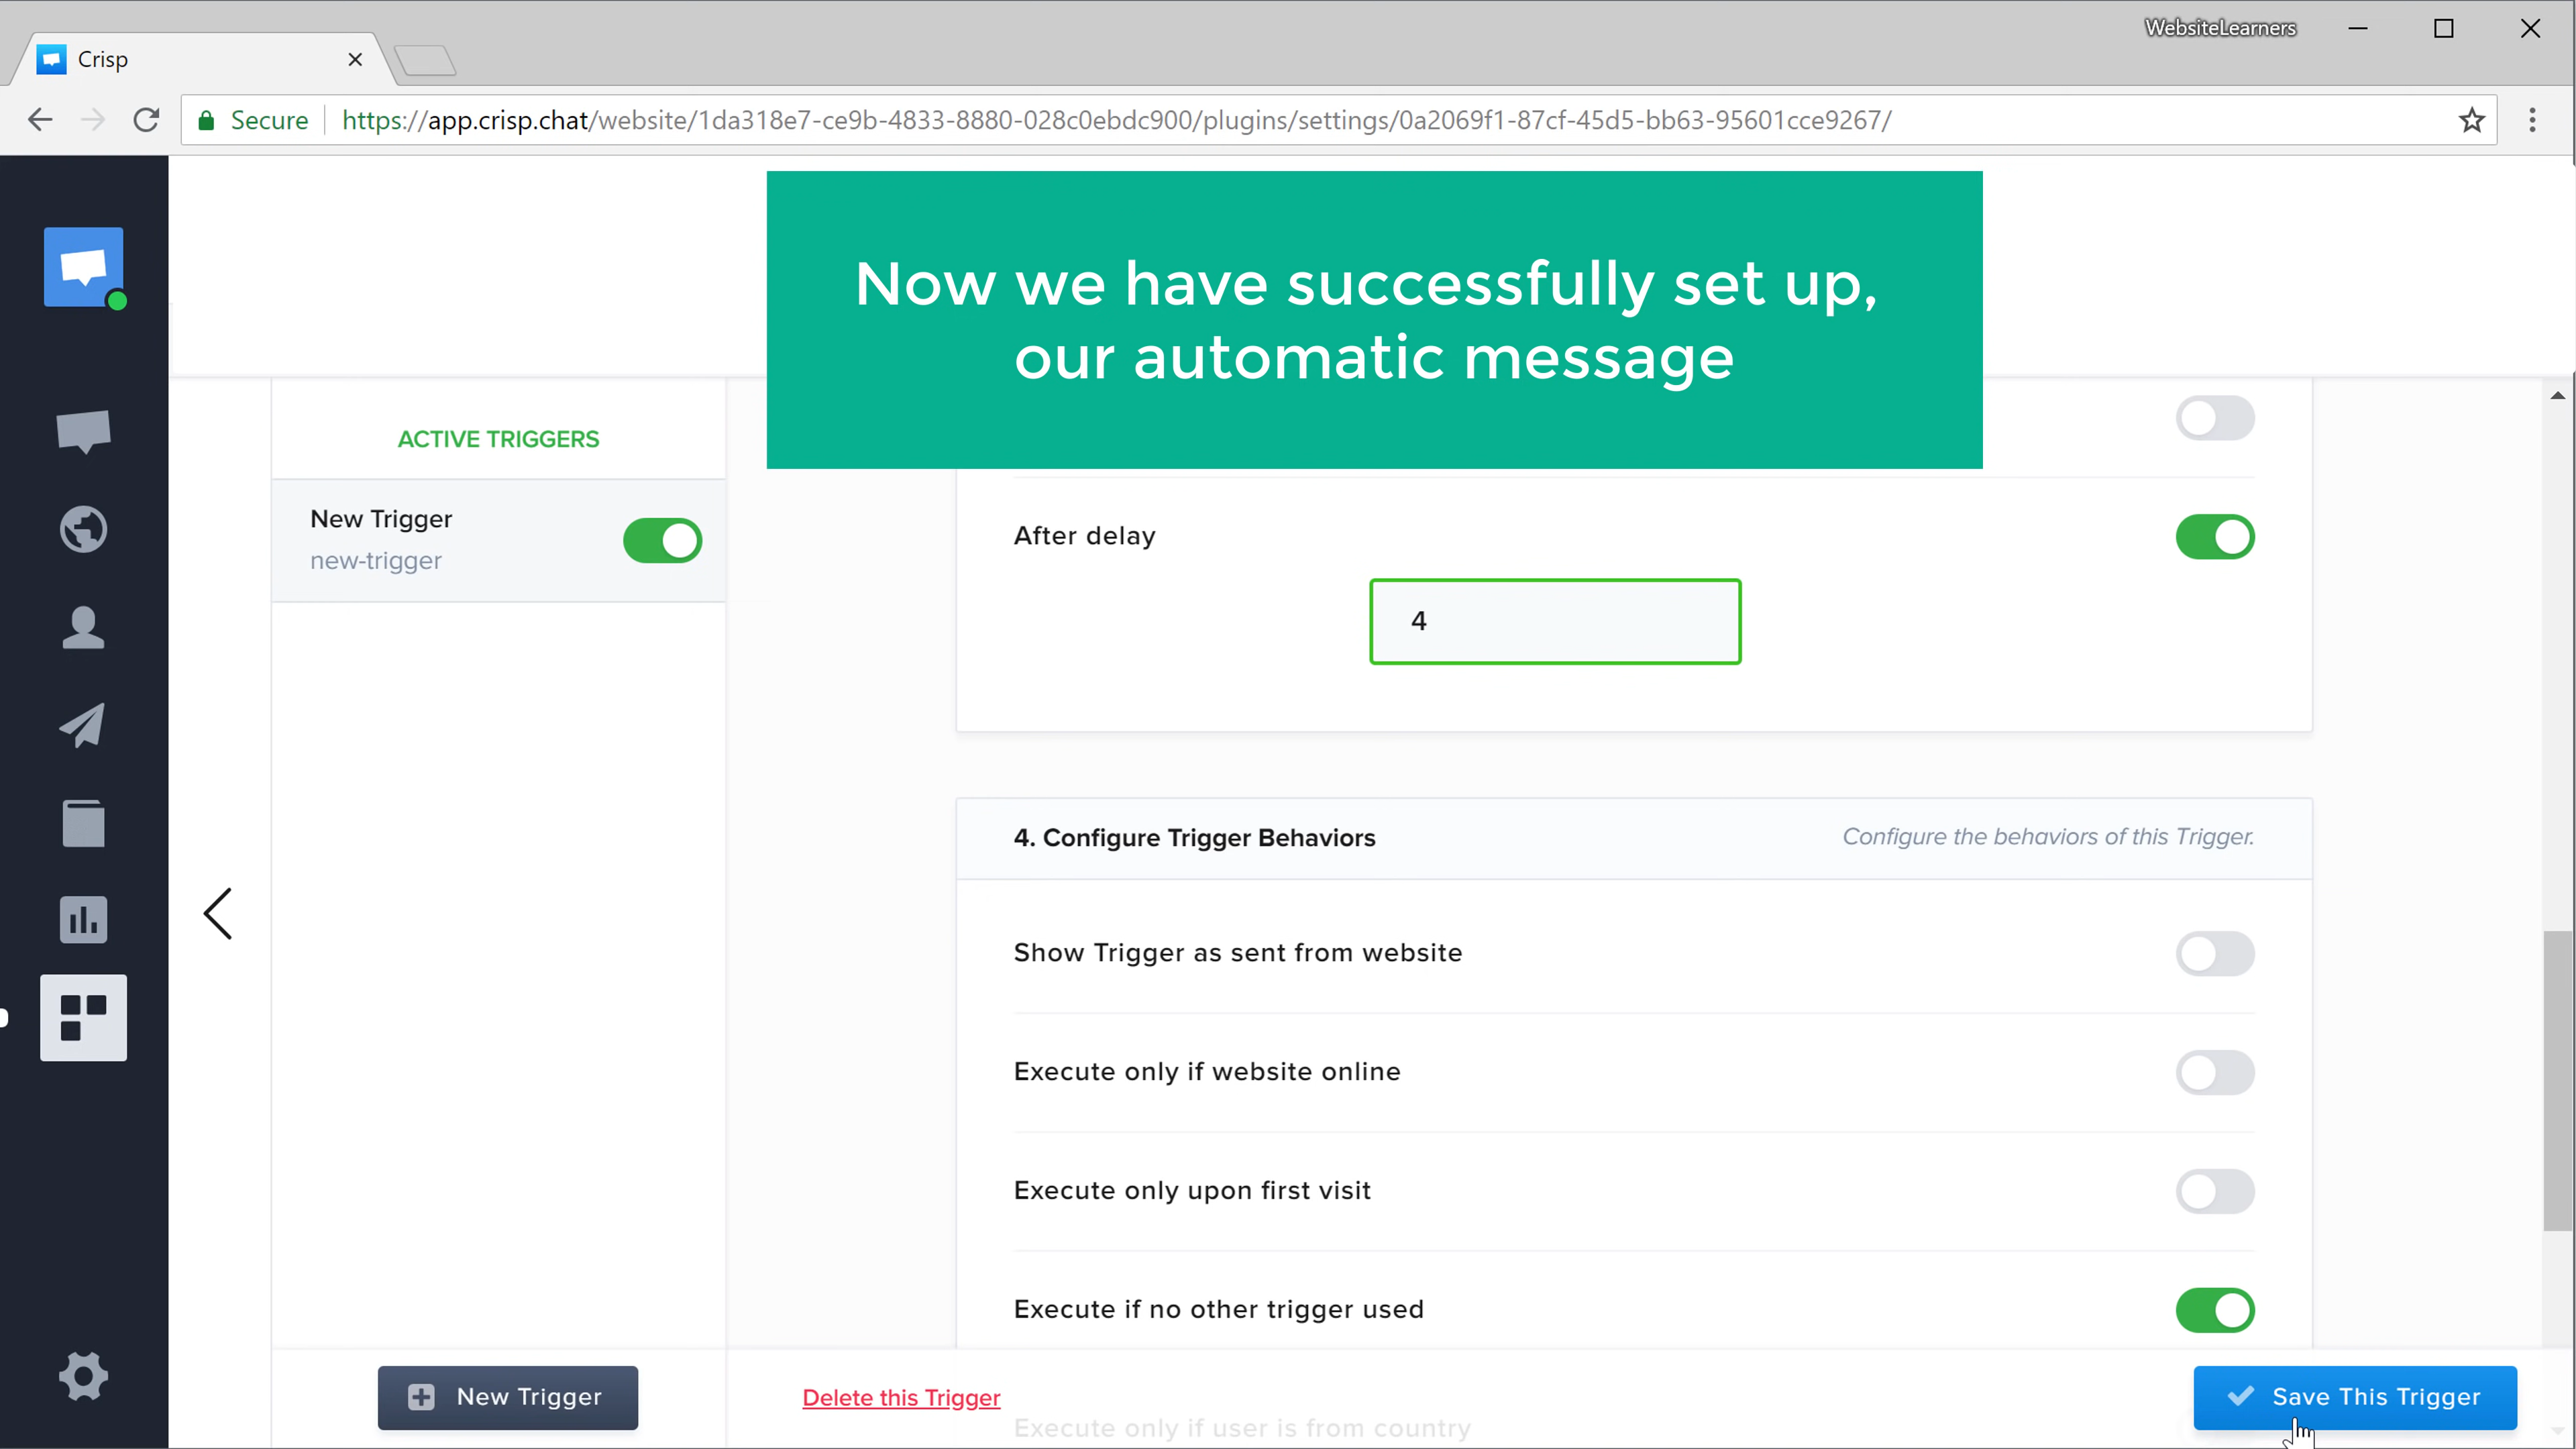 WebsiteLearners
Crisp
Secure
https://app.crisp.chat/website/1da318e7-ce9b-4833-8880-028c0ebdc900/plugins/settings/0a2069f1-87cf-45d5-bb63-95601cce9267/
Now we have successfully set up,
our automatic message
ACTIVE TRIGGERS
New Trigger
new-trigger
After delay
4
4. Configure Trigger Behaviors
Configure the behaviors of this Trigger.
Show Trigger as sent from website
Execute only if website online
Execute only upon first visit
Execute if no other trigger used
New Trigger
Delete this Trigger
Save This Trigger
Execute only if user is from country